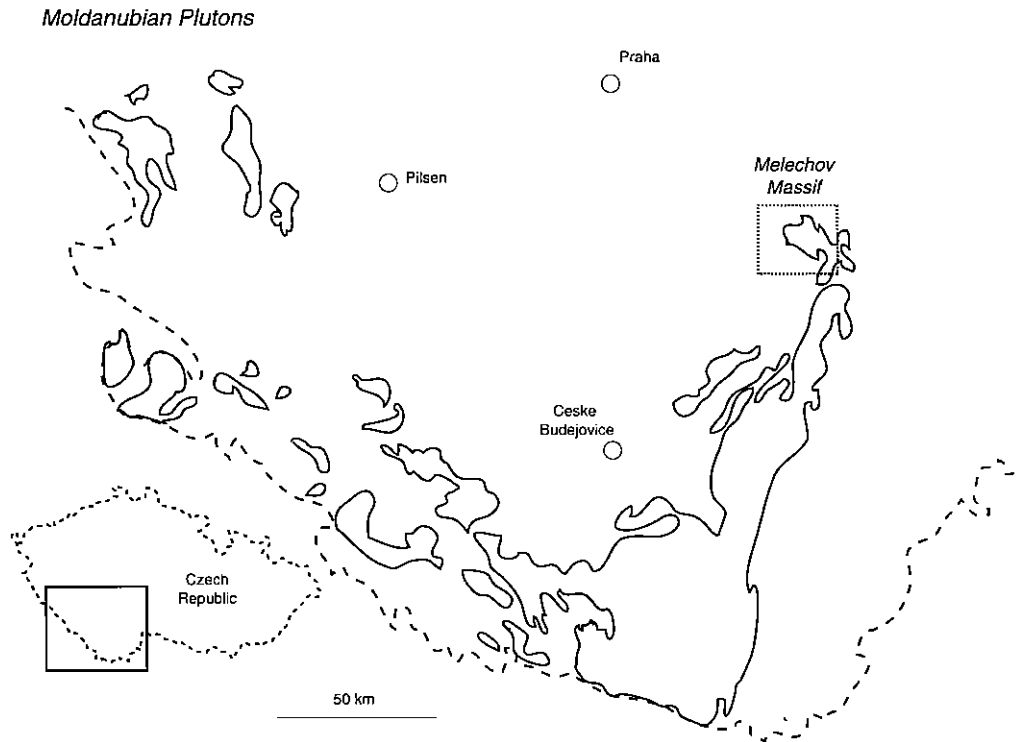 Moldanubian Plutons
Praha
Pilsen
Melechov
Massif
Ceske
Budejovice
Czech
Republic
50 km